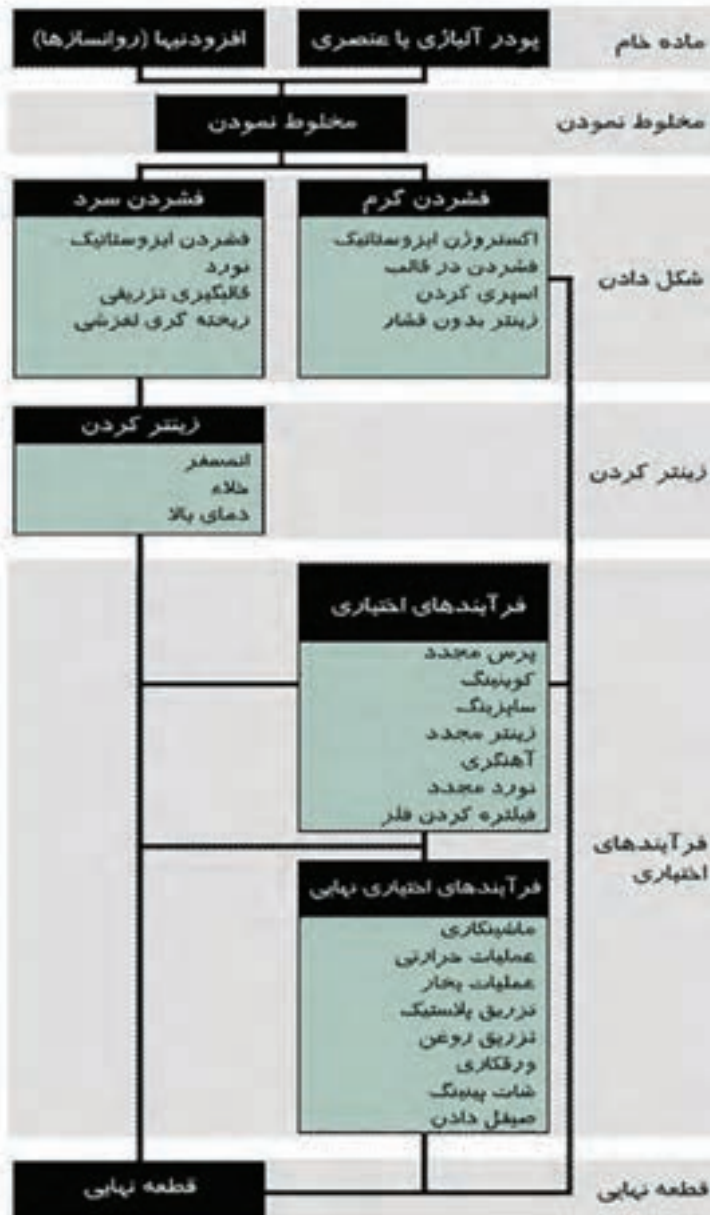 ماده خام
پودر آلیاژی یا عنصری
افزودنیها (روانسازها)
مخلوط نمودن
مخلوط نمودن
شکل دادن
فشردن گرم
اکستروژن ایزوستاتیک
فشردن در قالب
اسپری کردن
زینتر بدون فشار
فشردن سرد
فشردن ایزوستاتیک
نورد
قالبگیری تزریقی
ریخته گری لغزشی
زینتر کردن
زینتر کردن
اتمسفر
خلاء
دمای بالا
فرآیندهای
اختیاری
فرآیندهای اختیاری
پرس مجدد
کوینینگ
سایزینگ
زینتر مجدد
آهنگری
نورد مجدد
فیلتره کردن فلز
فرآیندهای اختیاری نهایی
ماشینکاری
عملیات حرارتی
عملیات بخار
تزریق پلاستیک
تزریق روغن
ورقکاری
شات پینینگ
صیقل دادن
قطعه نهایی
قطعه نهایی